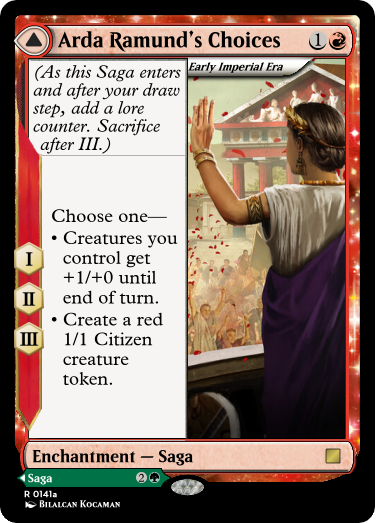 Arda Ramund's Choices 1
Early Imperial Era
(As this Saga enters
and after your draw
step, add a lore
counter. Sacrifice
after III.)
Choose one—
• Creatures you
control get
+1/+0 until
end of turn.
• Create a red
1/1 Citizen
creature
token.
I
II
III
Enchantment — Saga
Saga 2
R 0141a
BILALCAN KOCAMAN